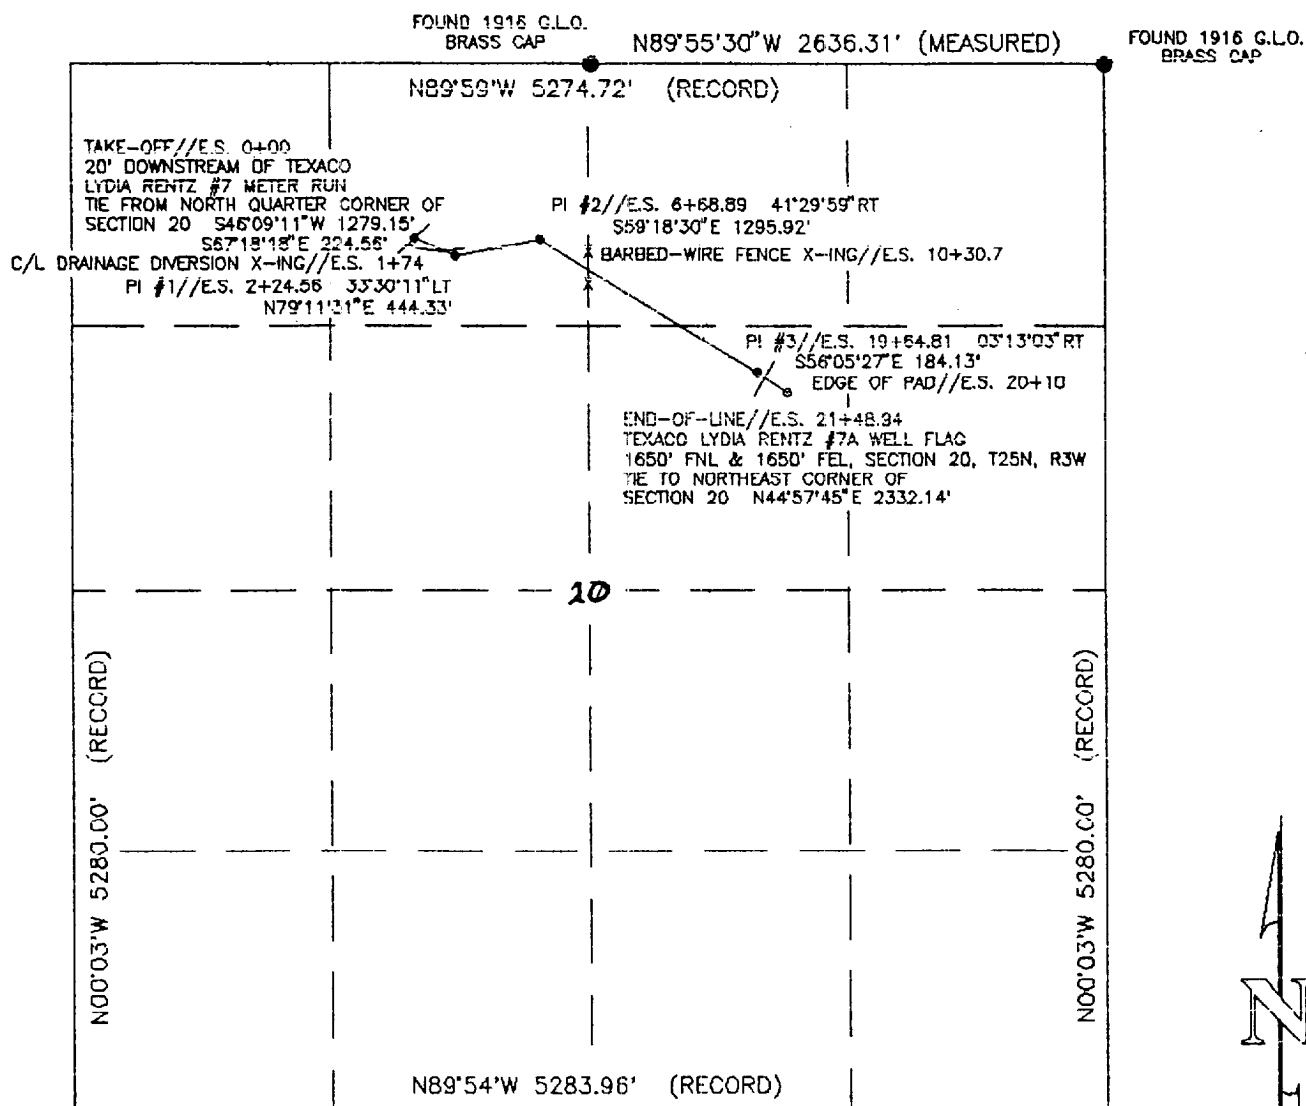 FOUND 1916 G.L.O.
BRASS CAP
N89°55'30"W 2636.31' (MEASURED)
FOUND 1916 G.L.O.
BRASS CAP
N89°59'W 5274.72' (RECORD)
TAKE-OFF//E.S. 0+00
20' DOWNSTREAM OF TEXACO
LYDIA RENTZ #7 METER RUN
TIE FROM NORTH QUARTER CORNER OF
SECTION 20 S46°09'11"W 1279.15'
S67°18'18"E 224.56'
C/L DRAINAGE DIVERSION X-ING//E.S. 1+74
PI #1//E.S. 2+24.56 33°30'11"LT
N79°11'31"E 444.33'
PI #2//E.S. 6+68.89 41°29'59"RT
S59°18'30"E 1295.92'
BARBED-WIRE FENCE X-ING//E.S. 10+30.7
PI #3//E.S. 19+64.81 03°13'03"RT
S56°05'27"E 184.13'
EDGE OF PAD//E.S. 20+10
END-OF-LINE//E.S. 21+48.94
TEXACO LYDIA RENTZ #7A WELL FLAG
1650' FNL & 1650' FEL, SECTION 20, T25N, R3W
TIE TO NORTHEAST CORNER OF
SECTION 20 N44°57'45"E 2332.14'
20
N00°03'W 5280.00' (RECORD)
N00°03'W 5280.00' (RECORD)
N89°54'W 5283.96' (RECORD)
N